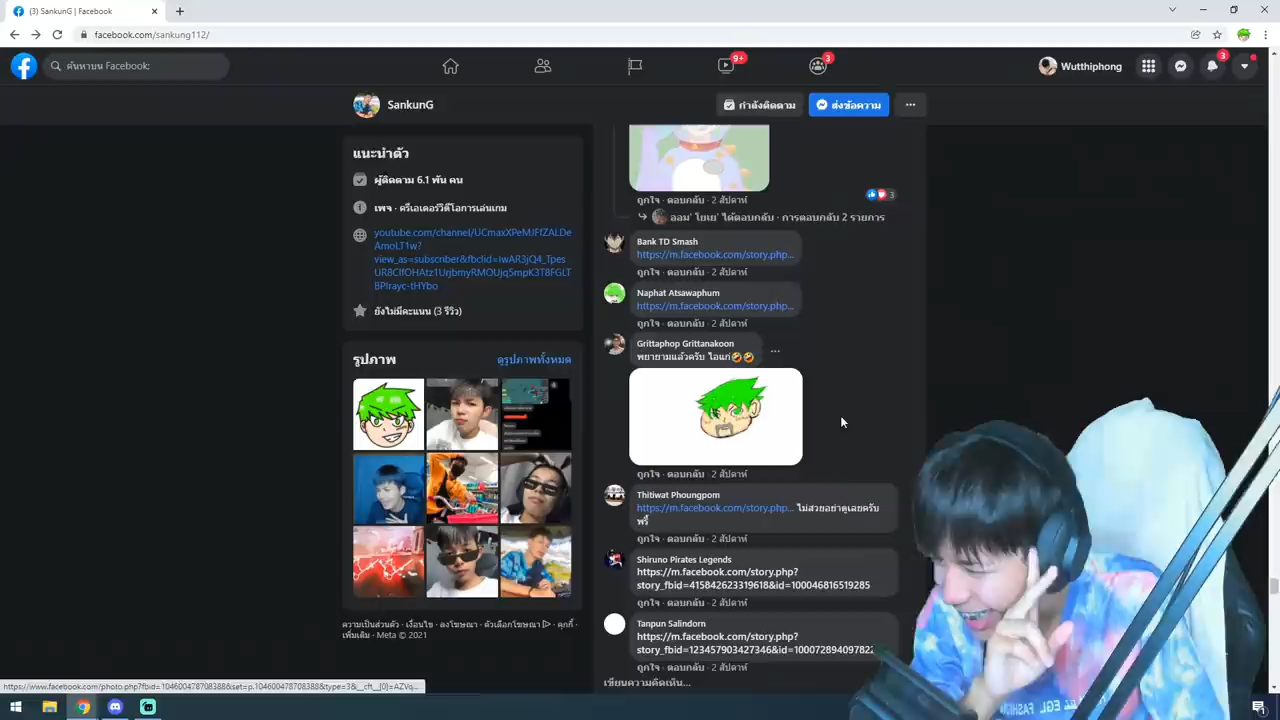 (3) SankunG | Facebook
facebook.com/sankung112/
ค้นหาบน Facebook
9+
3
Wutthiphong
3
SankunG
กำลังติดตาม
ส่งข้อความ
แนะนำตัว
ผู้ติดตาม 6.1 พัน คน
เพจ · ครีเอเตอร์วิดีโอการเล่นเกม
youtube.com/channel/UCmaxXPeMJFfZALDe
AmoLT1w?
ยังไม่มีคะแนน (3 รีวิว)
รูปภาพ
ดูรูปภาพทั้งหมด
ความเป็นส่วนตัว · เงื่อนไข · ลงโฆษณา · ตัวเลือกโฆษณา · คุกกี้ ·
เพิ่มเติม · Meta © 2021
3
ถูกใจ · ตอบกลับ · 2 สัปดาห์
ออม' โยเย' ได้ตอบกลับ · การตอบกลับ 2 รายการ
Bank TD Smash
https://m.facebook.com/story.php...
ถูกใจ · ตอบกลับ · 2 สัปดาห์
Naphat Atsawaphum
https://m.facebook.com/story.php...
ถูกใจ · ตอบกลับ · 2 สัปดาห์
Grittaphop Grittanakoon
พยายามแล้วครับ ไอแก่🤣🤣
ถูกใจ · ตอบกลับ · 2 สัปดาห์
Thitiwat Phoungpom
https://m.facebook.com/story.php... ไม่สวยอย่าดูเลยครับ
พรี้
ถูกใจ · ตอบกลับ · 2 สัปดาห์
Shiruno Pirates Legends
https://m.facebook.com/story.php?
story_fbid=415842623319618&id=100046816519285
ถูกใจ · ตอบกลับ · 2 สัปดาห์
Tanpun Salindorn
https://m.facebook.com/story.php?
story_fbid=123457903427346&id=10007289409782
ถูกใจ · ตอบกลับ · 2 สัปดาห์
เขียนความคิดเห็น...
EGL FASHION